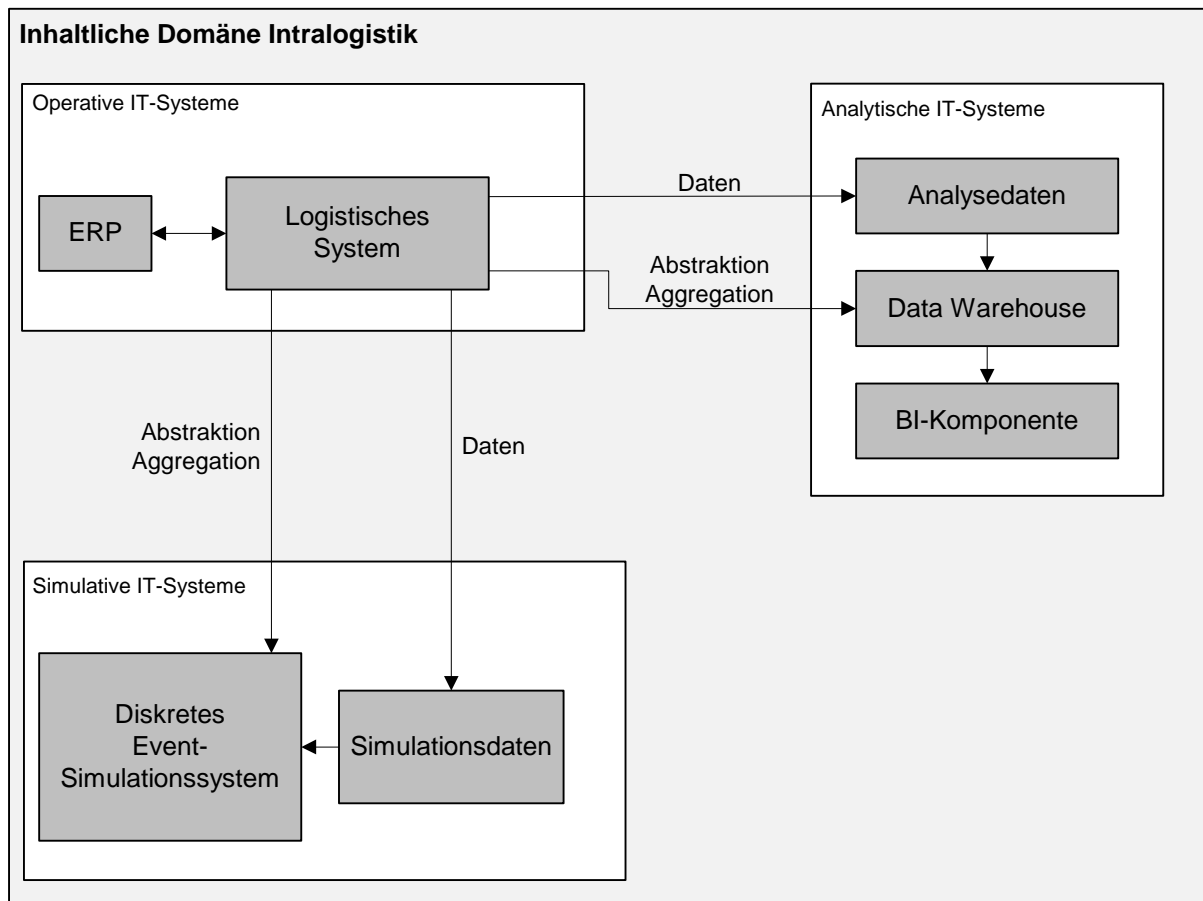 Inhaltliche Domäne Intralogistik
Operative IT-Systeme
ERP
Logistisches
System
Daten
Abstraktion
Aggregation
Analytische IT-Systeme
Analysedaten
Data Warehouse
BI-Komponente
Abstraktion
Aggregation
Daten
Simulative IT-Systeme
Diskretes
Event-
Simulationssystem
Simulationsdaten